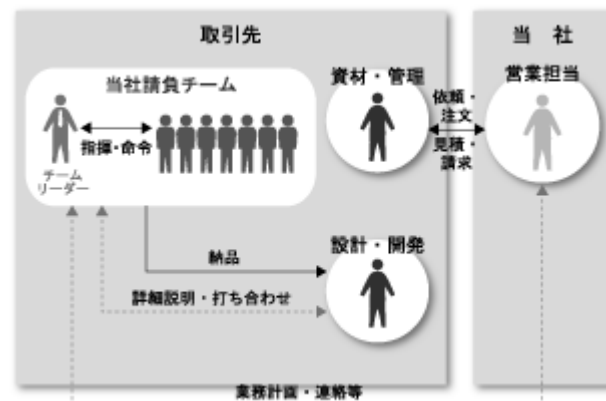 取引先
当 社
当社請負チーム
資材・管理
営業担当
依頼・
注文
見積・
請求
指揮・命令
チーム
リーダー
設計・開発
納品
詳細説明・打ち合わせ
業務計画・連絡等